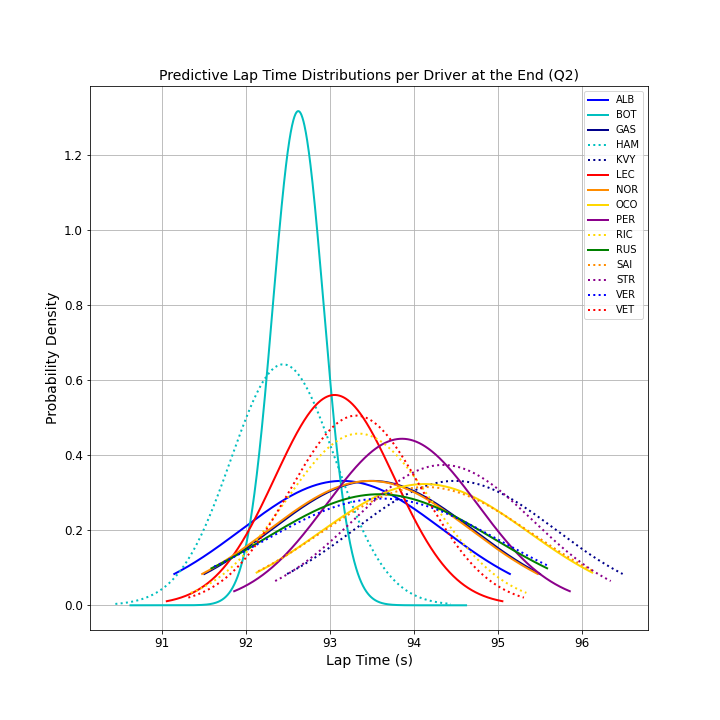 Predictive Lap Time Distributions per Driver at the End (Q2)
ALB
BOT
GAS
HAM
KVY
LEC
NOR
OCO
PER
RIC
RUS
SAI
STR
VER
VET
Probability Density
1.2
1.0
0.8
0.6
0.4
0.2
0.0
91 92 93 94 95 96
Lap Time (s)